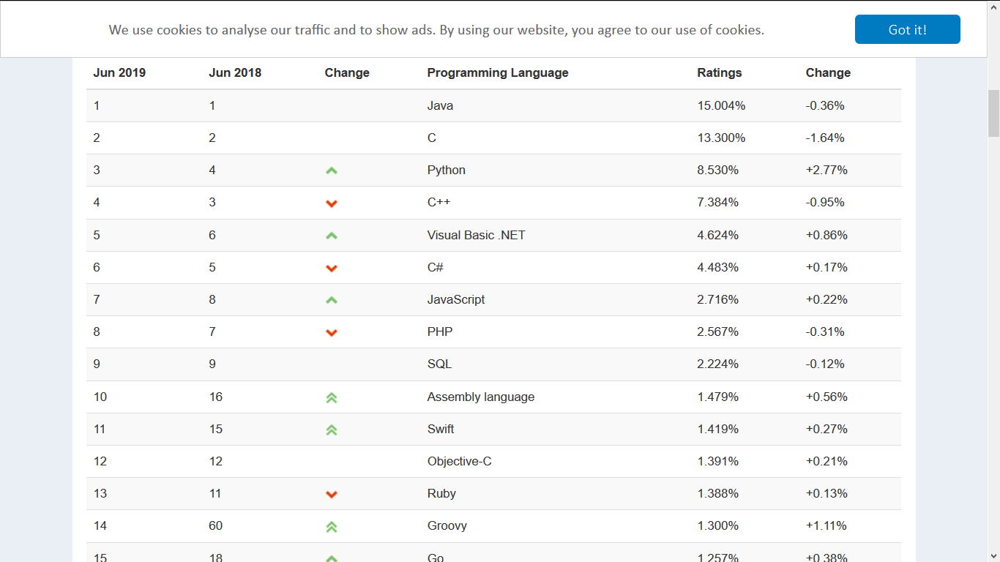 We use cookies to analyse our traffic and to show ads. By using our website, you agree to our use of cookies. Got it!
Jun 2019 Jun 2018 Change Programming Language Ratings Change
1 1 Java 15.004% -0.36%
2 2 C 13.300% -1.64%
3 4 Python 8.530% +2.77%
4 3 C++ 7.384% -0.95%
5 6 Visual Basic .NET 4.624% +0.86%
6 5 C# 4.483% +0.17%
7 8 JavaScript 2.716% +0.22%
8 7 PHP 2.567% -0.31%
9 9 SQL 2.224% -0.12%
10 16 Assembly language 1.479% +0.56%
11 15 Swift 1.419% +0.27%
12 12 Objective-C 1.391% +0.21%
13 11 Ruby 1.388% +0.13%
14 60 Groovy 1.300% +1.11%
15 18 Go 1.257% +0.38%